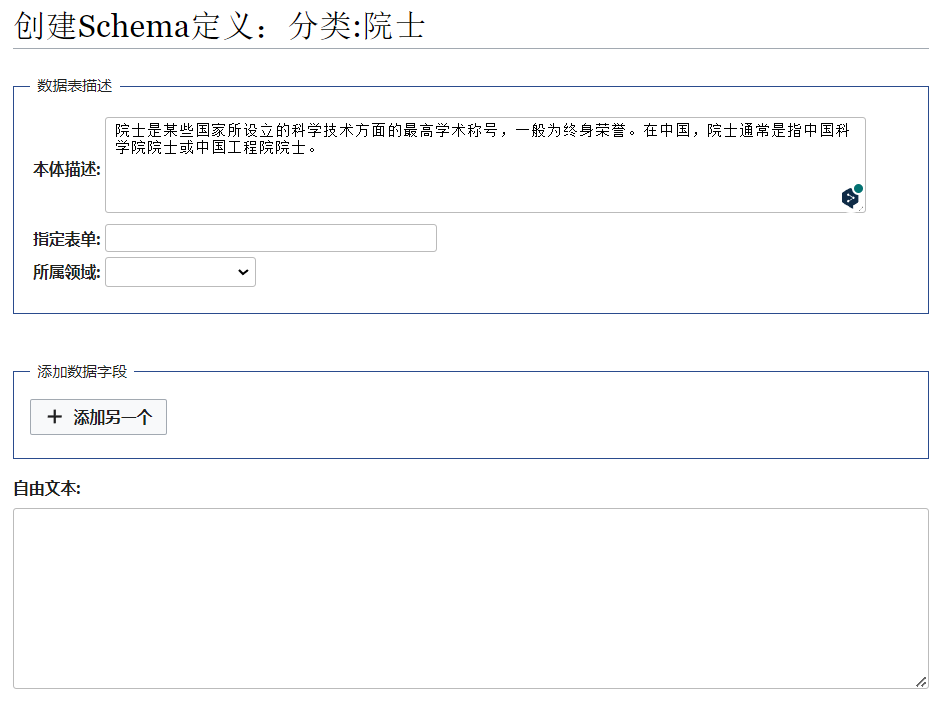 创建Schema定义：分类:院士
数据表描述
本体描述:
院士是某些国家所设立的科学技术方面的最高学术称号，一般为终身荣誉。在中国，院士通常是指中国科
学院院士或中国工程院院士。
指定表单:
所属领域:
添加数据字段
+ 添加另一个
自由文本: